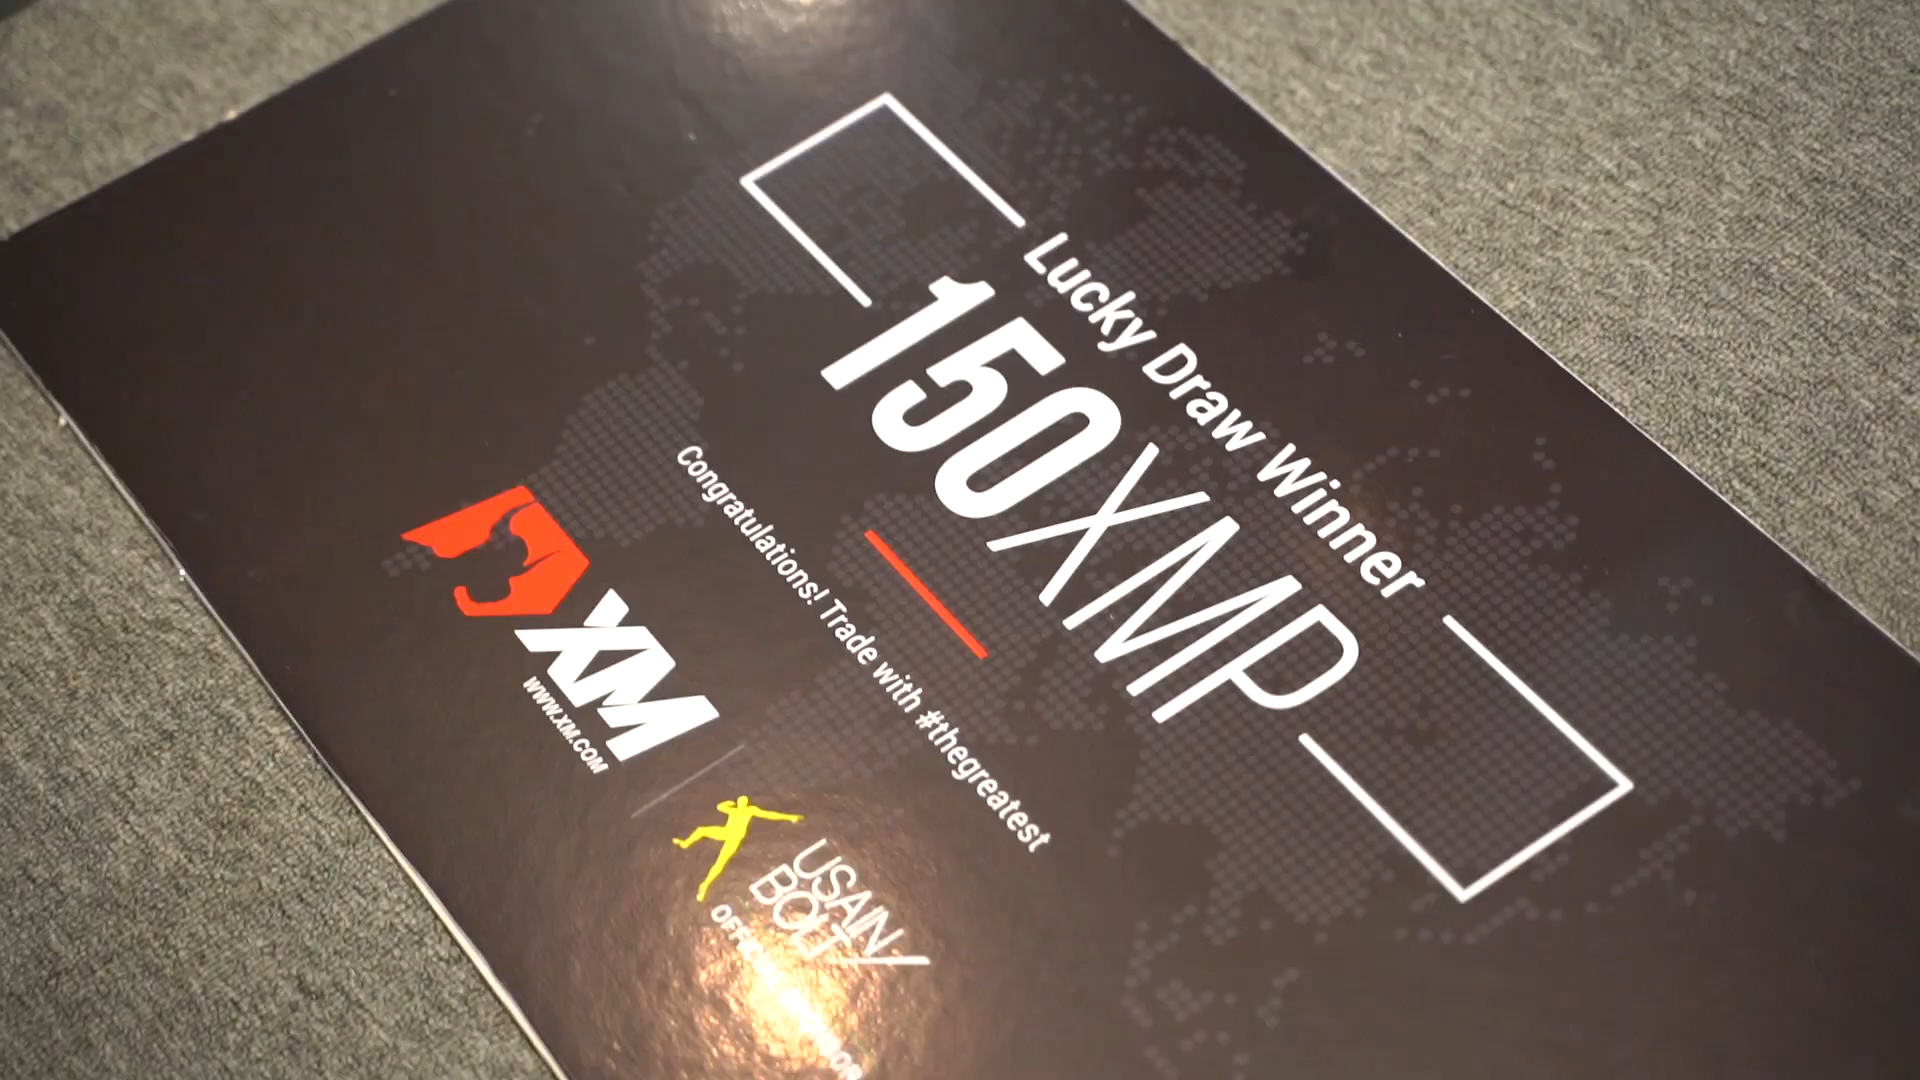 Lucky Draw Winner
150XMP
Congratulations! Trade with #thegreatest
XM
WWW.XM.COM
USAIN
BOLT